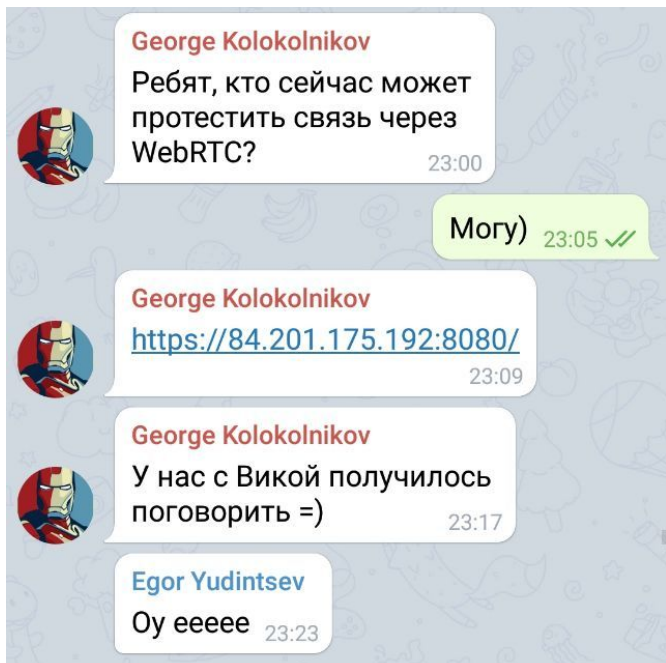 George Kolokolnikov
Ребят, кто сейчас может
протестить связь через
WebRTC?
23:00
Могу) 23:05
George Kolokolnikov
https://84.201.175.192:8080/
23:09
George Kolokolnikov
У нас с Викой получилось
поговорить =)
23:17
Egor Yudintsev
Оу ееееe 23:23